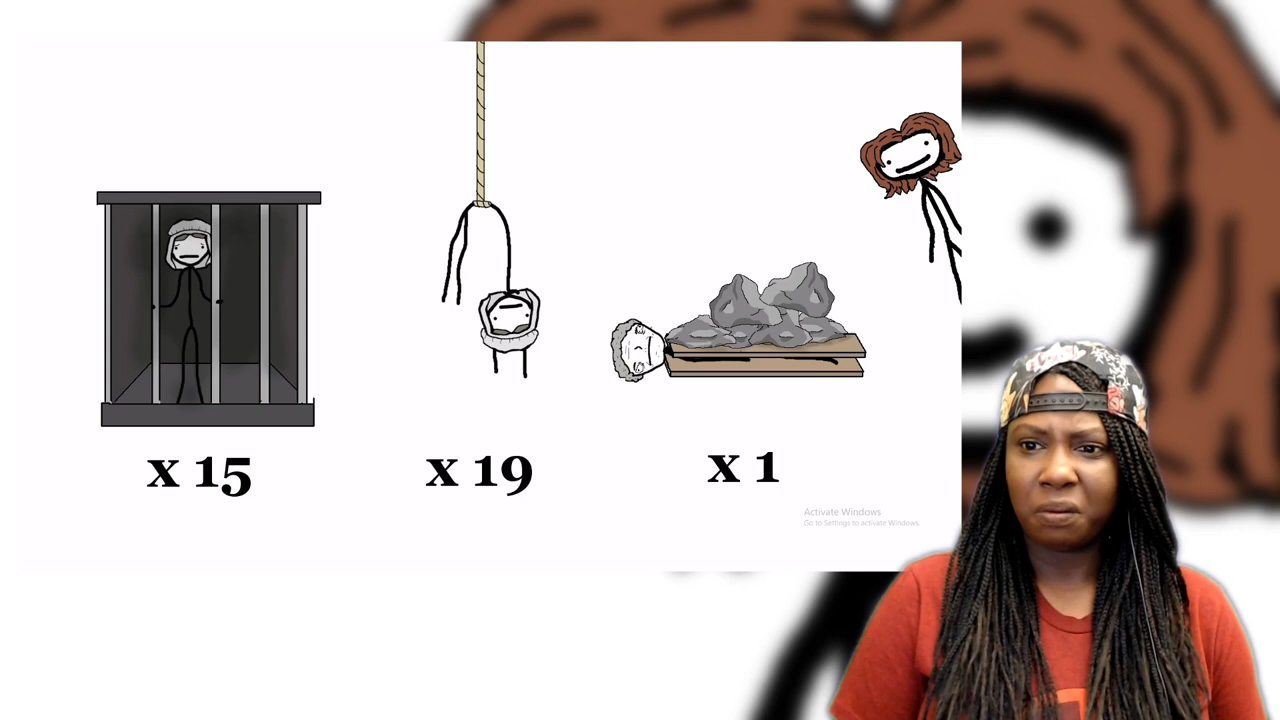 x 15
x 19
x 1
Activate Windows
Go to Settings to activate Windows.